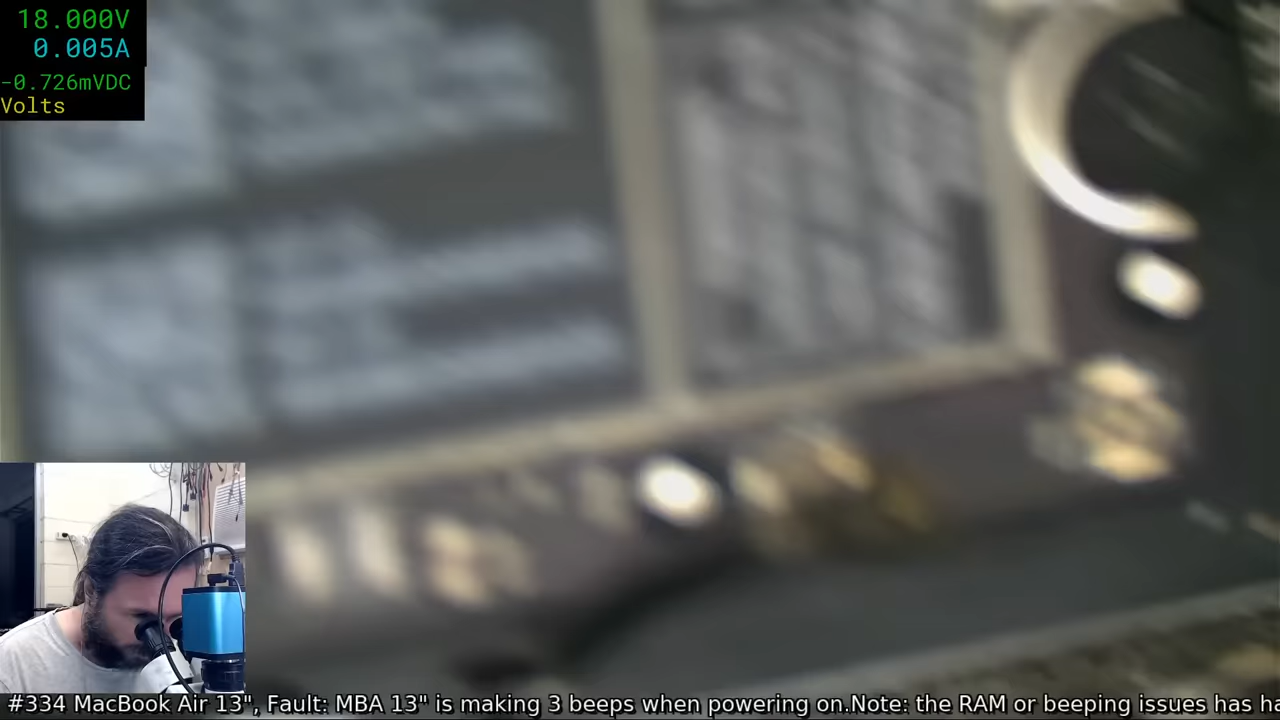 18.000V
0.005A
-0.726mVDC
Volts
#334 MacBook Air 13", Fault: MBA 13" is making 3 beeps when powering on.Note: the RAM or beeping issues has